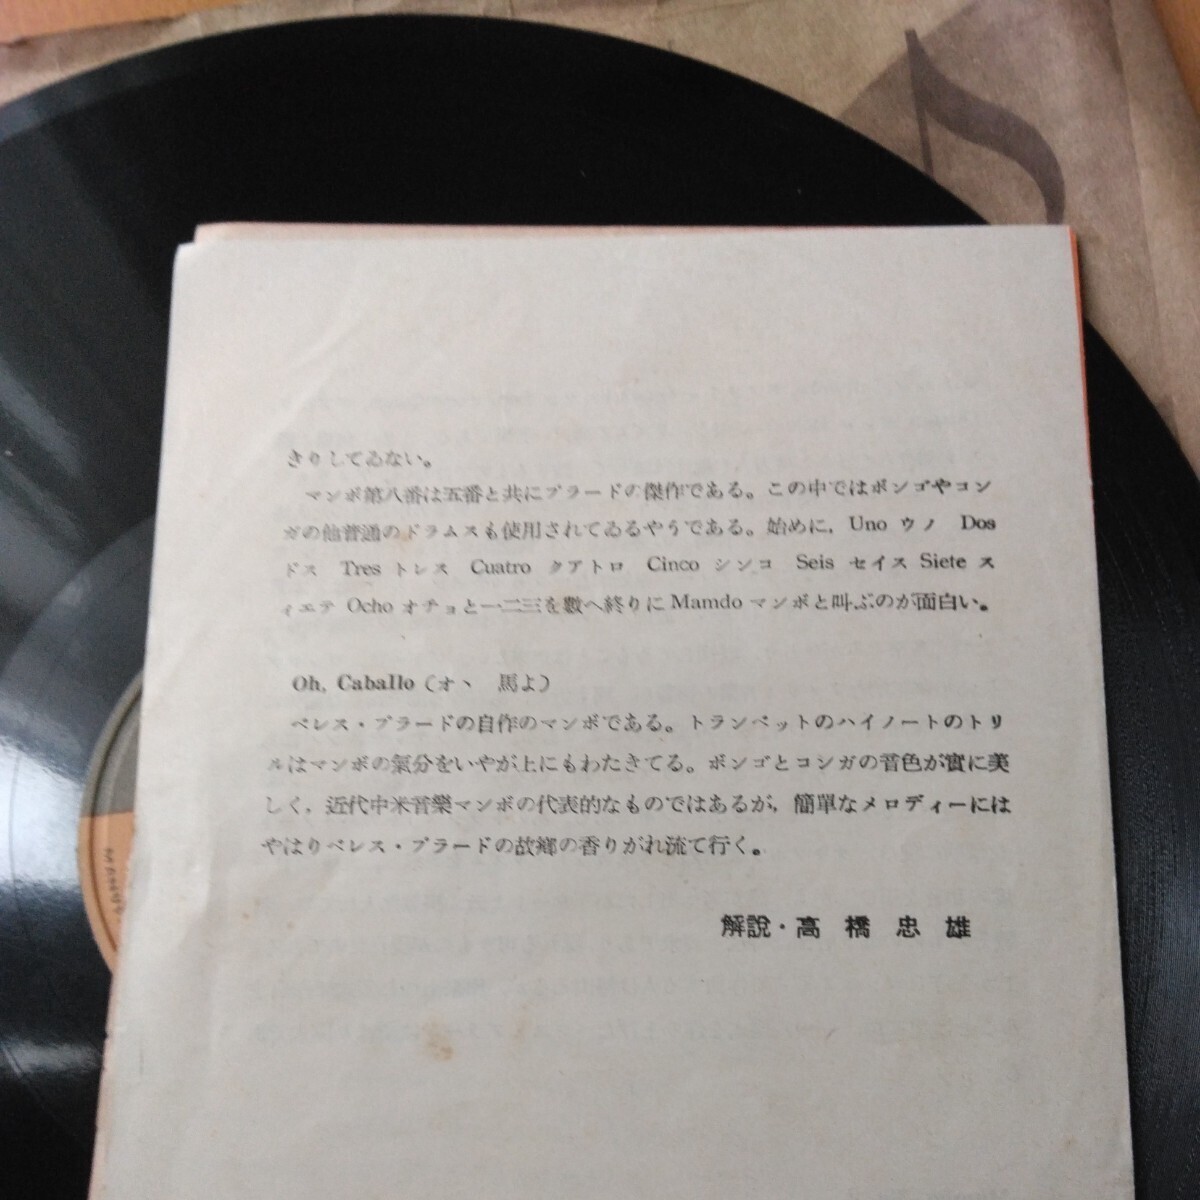 きりしてゐない。
マンボ第八番は五番と共にプラードの傑作である。この中ではボンゴやコン
ガの他普通のドラムスも使用されてゐるやうである。始めに，Uno ウノ Dos
ドス Tres トレス Cuatro クアトロ Cinco シンコ Seis セイス Siete ス
ィエテ Ocho オチョと一二三を數へ終りに Mamdo マンボと叫ぶのが面白い。
Oh, Caballo（オヽ 馬よ）
ペレス・プラードの自作のマンボである。トランペットのハイノートのトリ
ルはマンボの氣分をいやが上にもわたきてる。ボンゴとコンガの音色が實に美
しく，近代中米音樂マンボの代表的なものではあるが，簡單なメロディーには
やはりペレス・プラードの故鄕の香りがれ流て行く。
解說・高橋忠雄